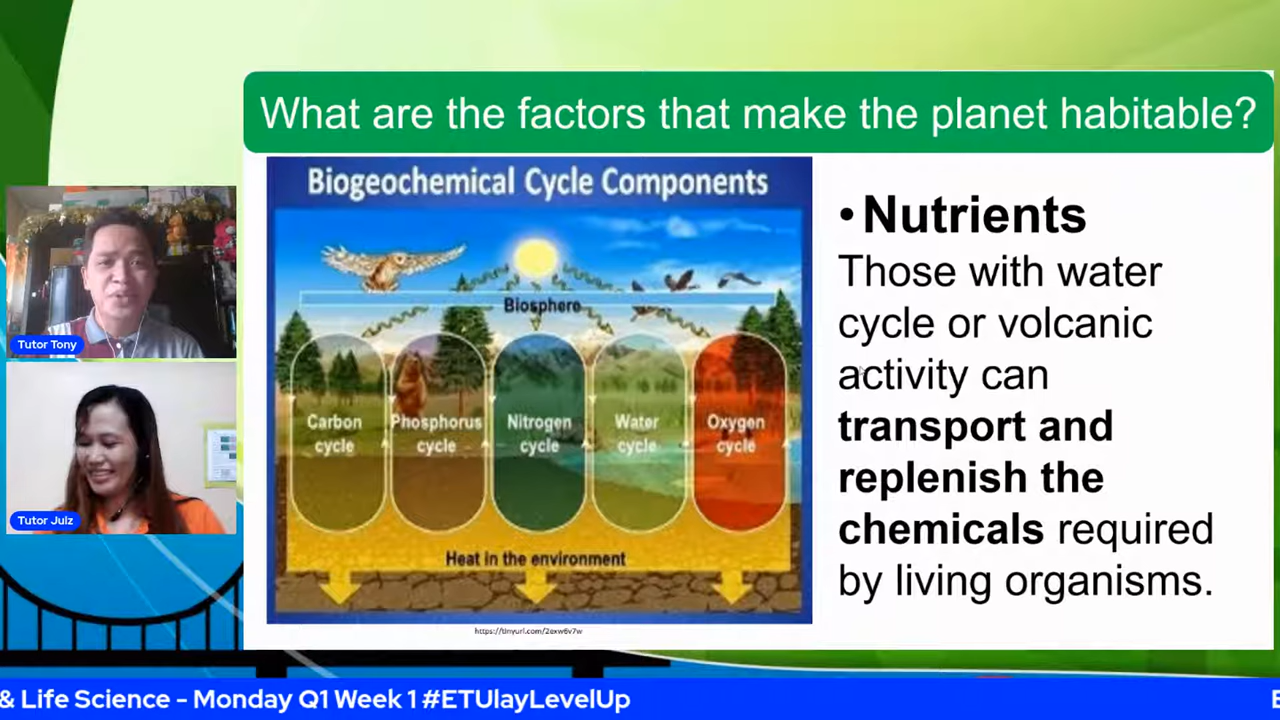 What are the factors that make the planet habitable?
Biogeochemical Cycle Components
Biosphere
Carbon
cycle
Phosphorus
cycle
Nitrogen
cycle
Water
cycle
Oxygen
cycle
Heat in the environment
https://tinyurl.com/2exw6v7w
• Nutrients
Those with water
cycle or volcanic
activity can
transport and
replenish the
chemicals required
by living organisms.
Tutor Tony
Tutor Julz
& Life Science - Monday Q1 Week 1 #ETUlayLevelUp
E